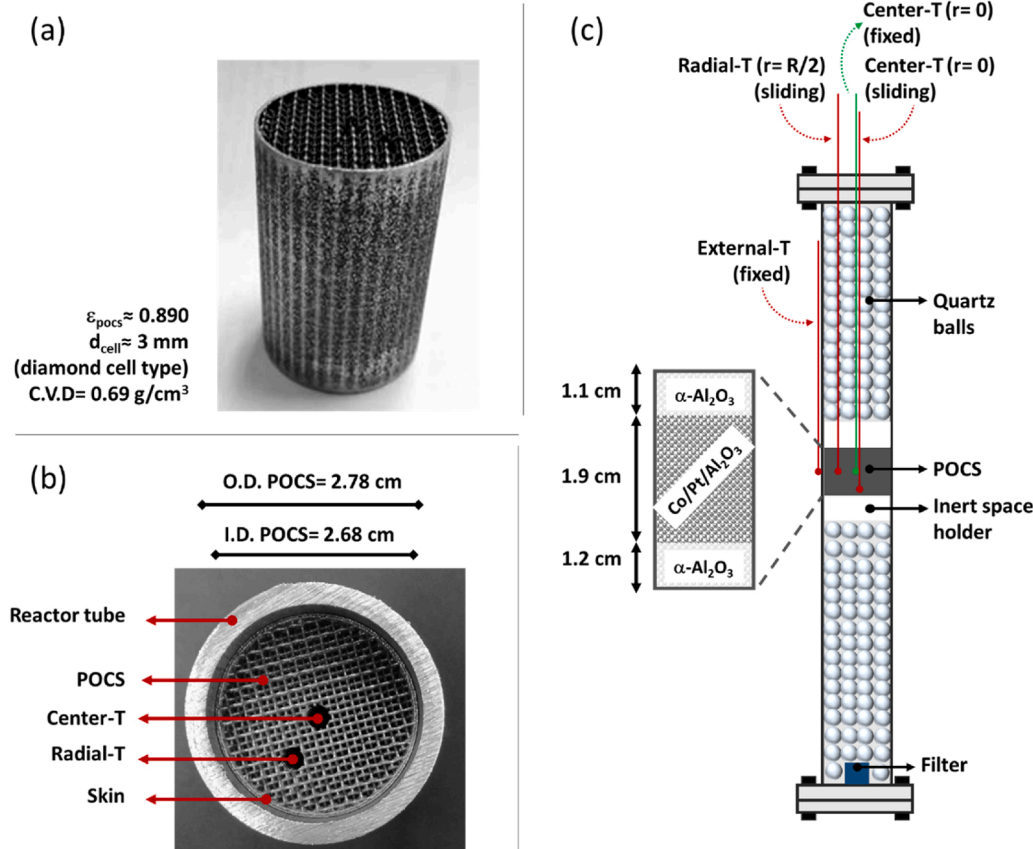 (a)
εpocs≈ 0.890
dcell≈ 3 mm
(diamond cell type)
C.V.D= 0.69 g/cm³
(b)
O.D. POCS= 2.78 cm
I.D. POCS= 2.68 cm
Reactor tube
POCS
Center-T
Radial-T
Skin
(c)
Center-T (r= 0)
(fixed)
Radial-T (r= R/2)
(sliding)
Center-T (r= 0)
(sliding)
External-T
(fixed)
Quartz
balls
1.1 cm
α-Al₂O₃
1.9 cm
Co/Pt/Al₂O₃
1.2 cm
α-Al₂O₃
POCS
Inert space
holder
Filter